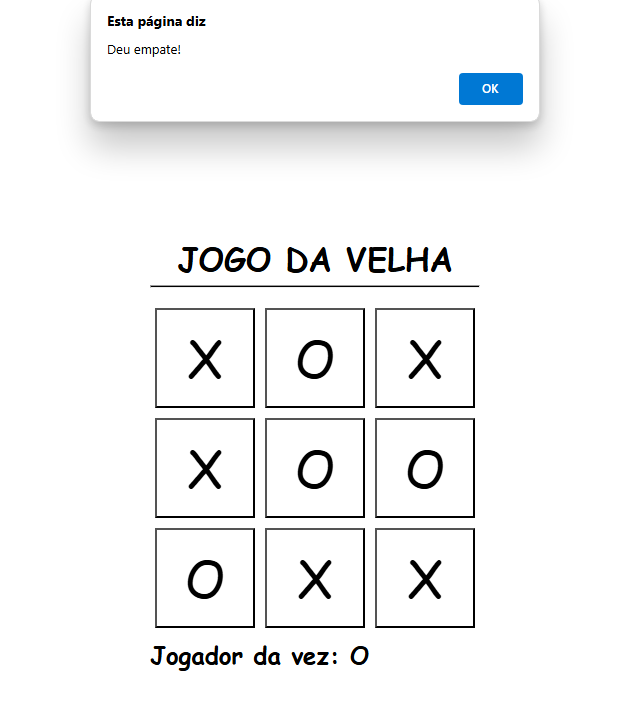 Esta página diz
Deu empate!
OK
JOGO DA VELHA
X O X
X O O
O X X
Jogador da vez: O